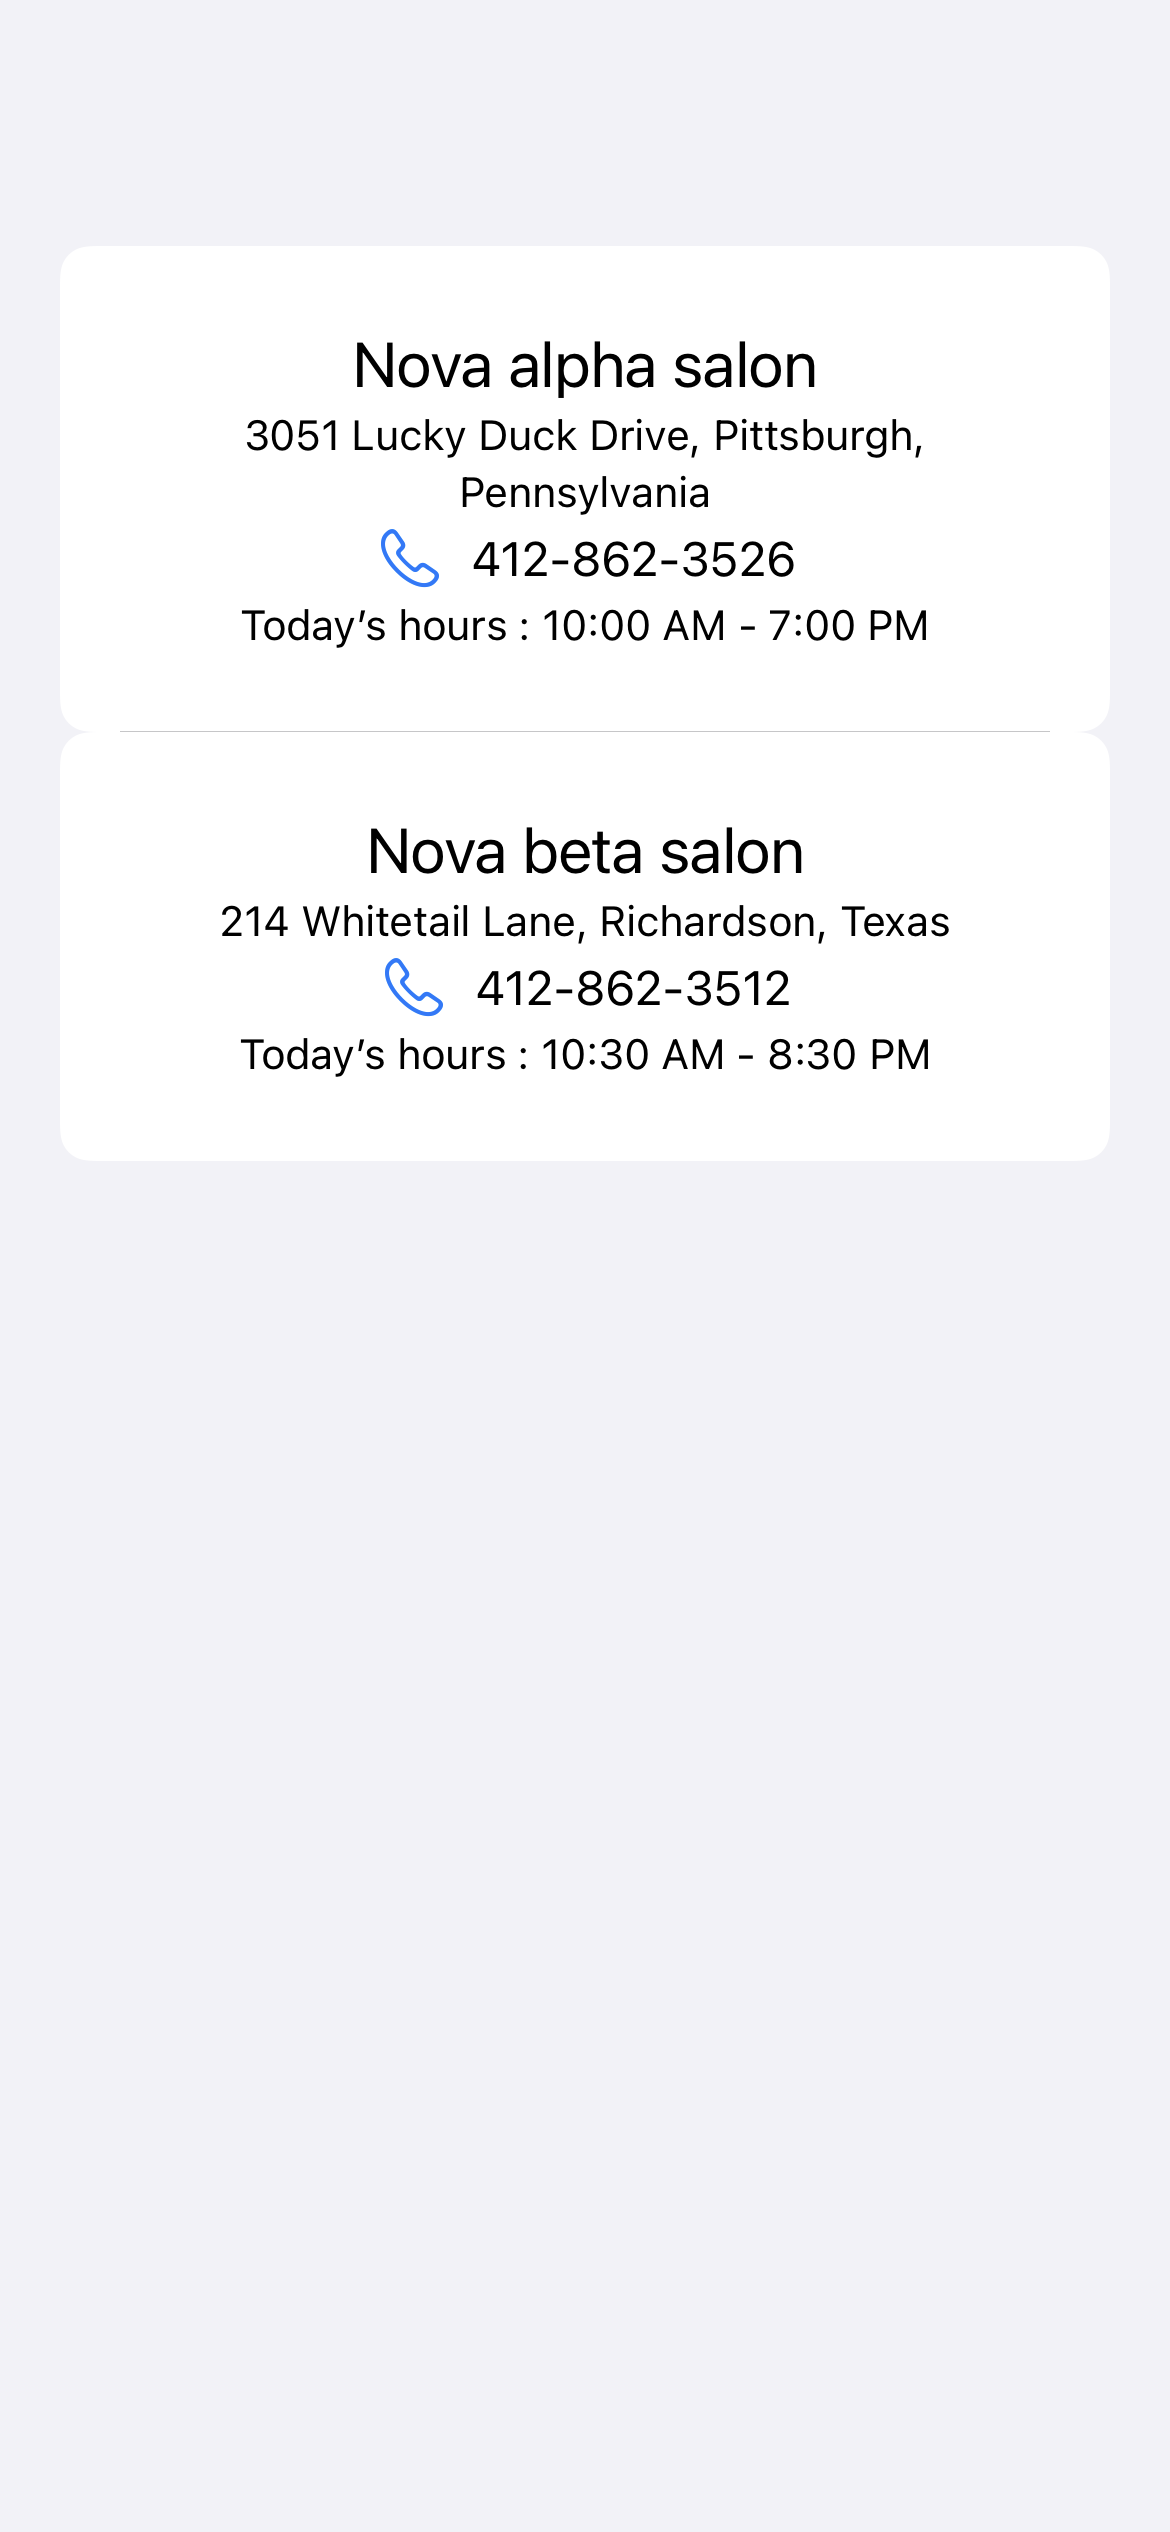 Nova alpha salon
3051 Lucky Duck Drive, Pittsburgh,
Pennsylvania
412-862-3526
Today’s hours : 10:00 AM - 7:00 PM
Nova beta salon
214 Whitetail Lane, Richardson, Texas
412-862-3512
Today’s hours : 10:30 AM - 8:30 PM